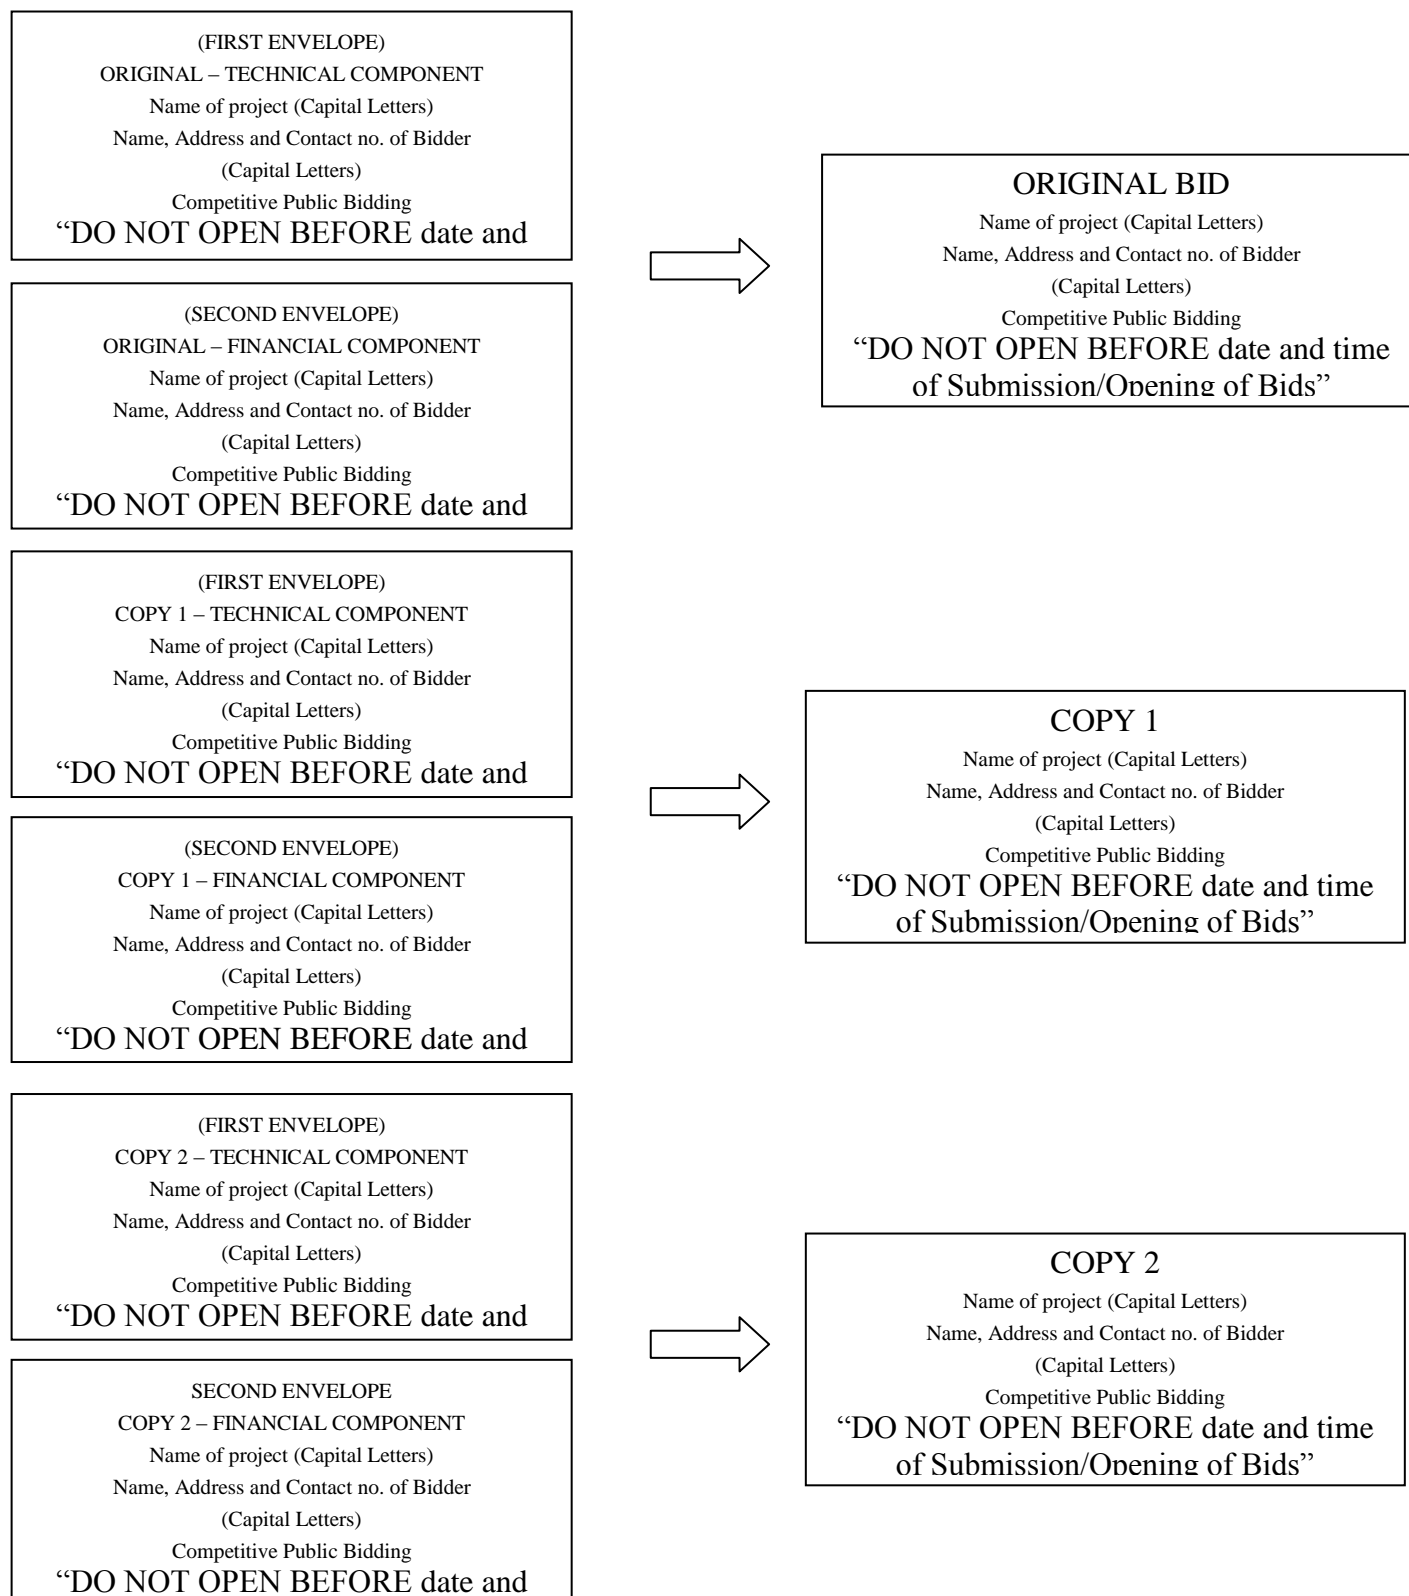 (FIRST ENVELOPE)
ORIGINAL – TECHNICAL COMPONENT
Name of project (Capital Letters)
Name, Address and Contact no. of Bidder
(Capital Letters)
Competitive Public Bidding
“DO NOT OPEN BEFORE date and
(SECOND ENVELOPE)
ORIGINAL – FINANCIAL COMPONENT
Name of project (Capital Letters)
Name, Address and Contact no. of Bidder
(Capital Letters)
Competitive Public Bidding
“DO NOT OPEN BEFORE date and
ORIGINAL BID
Name of project (Capital Letters)
Name, Address and Contact no. of Bidder
(Capital Letters)
Competitive Public Bidding
“DO NOT OPEN BEFORE date and time
of Submission/Opening of Bids”
(FIRST ENVELOPE)
COPY 1 – TECHNICAL COMPONENT
Name of project (Capital Letters)
Name, Address and Contact no. of Bidder
(Capital Letters)
Competitive Public Bidding
“DO NOT OPEN BEFORE date and
(SECOND ENVELOPE)
COPY 1 – FINANCIAL COMPONENT
Name of project (Capital Letters)
Name, Address and Contact no. of Bidder
(Capital Letters)
Competitive Public Bidding
“DO NOT OPEN BEFORE date and
COPY 1
Name of project (Capital Letters)
Name, Address and Contact no. of Bidder
(Capital Letters)
Competitive Public Bidding
“DO NOT OPEN BEFORE date and time
of Submission/Opening of Bids”
(FIRST ENVELOPE)
COPY 2 – TECHNICAL COMPONENT
Name of project (Capital Letters)
Name, Address and Contact no. of Bidder
(Capital Letters)
Competitive Public Bidding
“DO NOT OPEN BEFORE date and
SECOND ENVELOPE
COPY 2 – FINANCIAL COMPONENT
Name of project (Capital Letters)
Name, Address and Contact no. of Bidder
(Capital Letters)
Competitive Public Bidding
“DO NOT OPEN BEFORE date and
COPY 2
Name of project (Capital Letters)
Name, Address and Contact no. of Bidder
(Capital Letters)
Competitive Public Bidding
“DO NOT OPEN BEFORE date and time
of Submission/Opening of Bids”